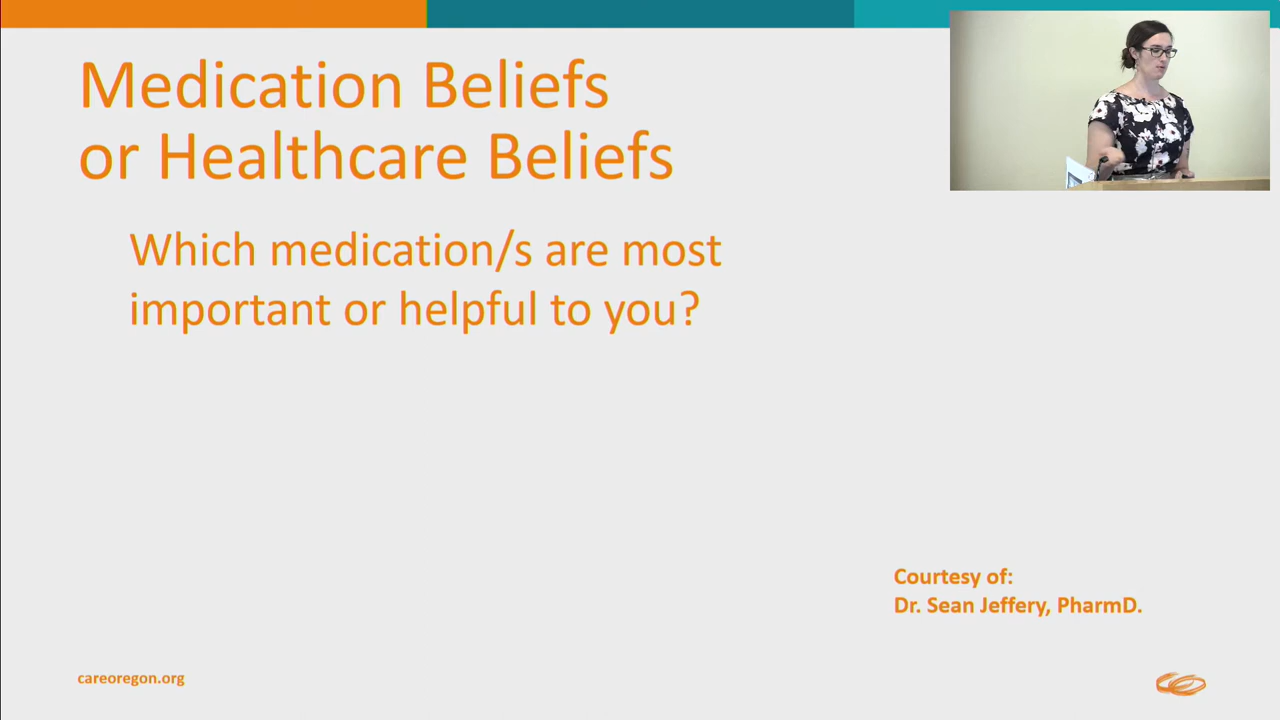 Medication Beliefs
or Healthcare Beliefs
Which medication/s are most
important or helpful to you?
Courtesy of:
Dr. Sean Jeffery, PharmD.
careoregon.org